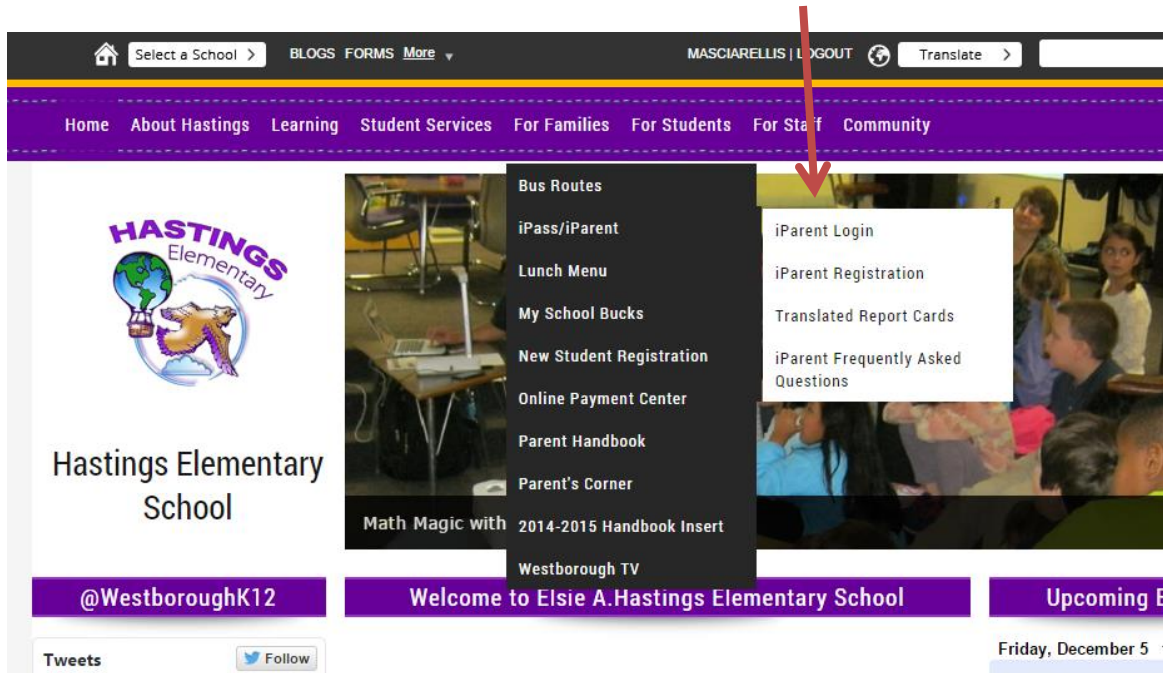 Select a School >
BLOGS FORMS More
MASCIARELLIS | LOGOUT
Translate >
Home About Hastings Learning Student Services For Families For Students For Staff Community
HASTINGS
Elementary
Hastings Elementary
School
Bus Routes
iPass/iParent
Lunch Menu
My School Bucks
New Student Registration
Online Payment Center
Parent Handbook
Parent's Corner
2014-2015 Handbook Insert
Westborough TV
iParent Login
iParent Registration
Translated Report Cards
iParent Frequently Asked
Questions
Math Magic with
@WestboroughK12
Welcome to Elsie A.Hastings Elementary School
Upcoming
Tweets
Follow
Friday, December 5